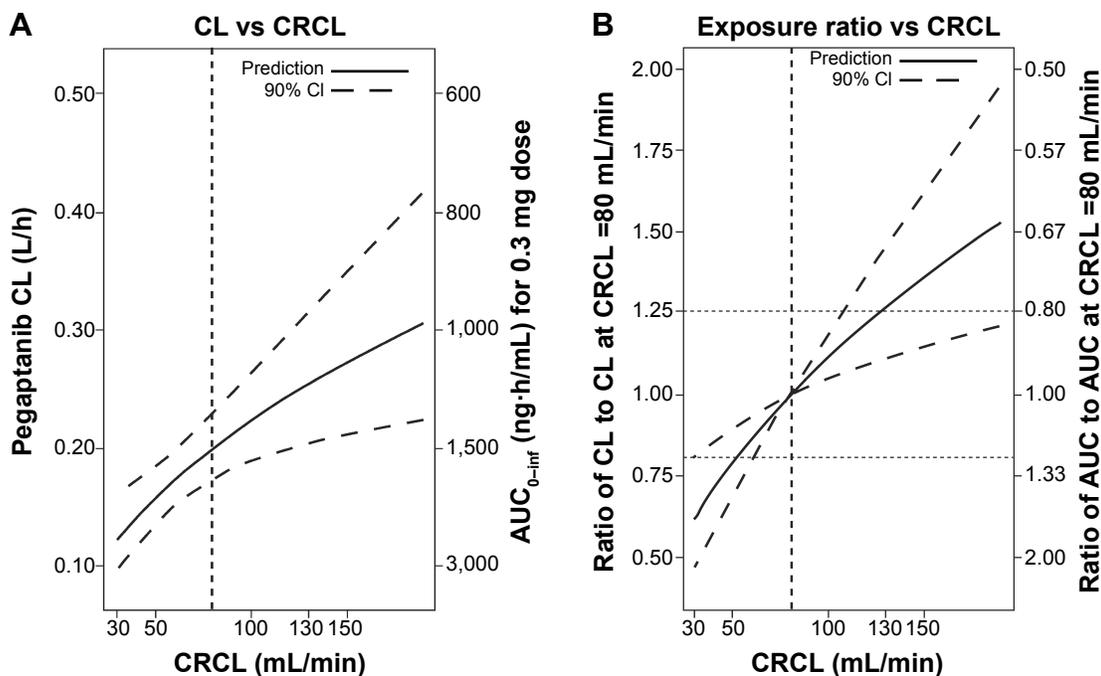 A
CL vs CRCL
Prediction
90% CI
0.50
0.40
0.30
0.20
0.10
Pegaptanib CL (L/h)
600
800
1,000
1,500
3,000
AUC0–inf (ng·h/mL) for 0.3 mg dose
30 50 100 130 150
CRCL (mL/min)
B
Exposure ratio vs CRCL
Prediction
90% CI
2.00
1.75
1.50
1.25
1.00
0.75
0.50
Ratio of CL to CL at CRCL =80 mL/min
0.50
0.57
0.67
0.80
1.00
1.33
2.00
Ratio of AUC to AUC at CRCL =80 mL/min
30 50 100 130 150
CRCL (mL/min)